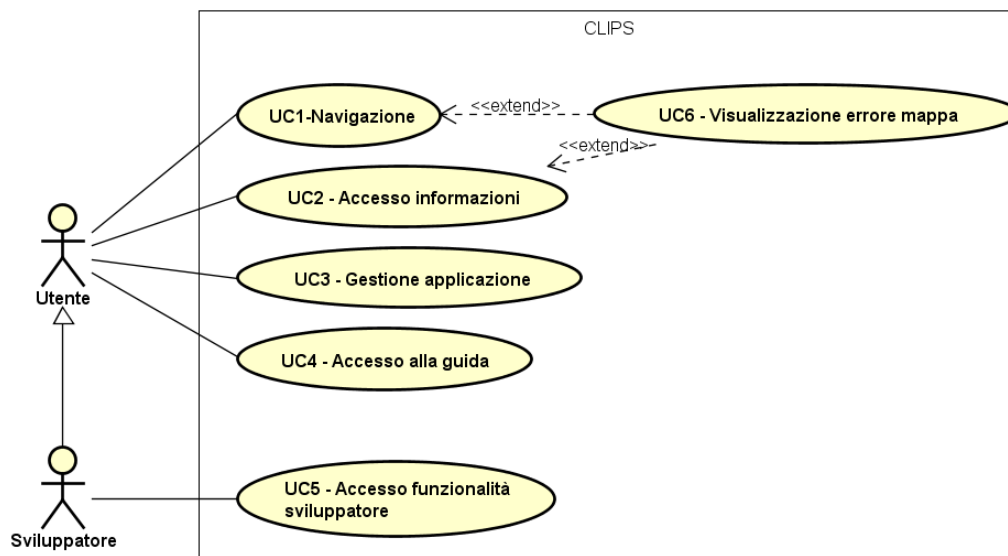 CLIPS
UC1-Navigazione
<<extend>>
UC6 - Visualizzazione errore mappa
<<extend>>
UC2 - Accesso informazioni
UC3 - Gestione applicazione
Utente
UC4 - Accesso alla guida
UC5 - Accesso funzionalità
sviluppatore
Sviluppatore